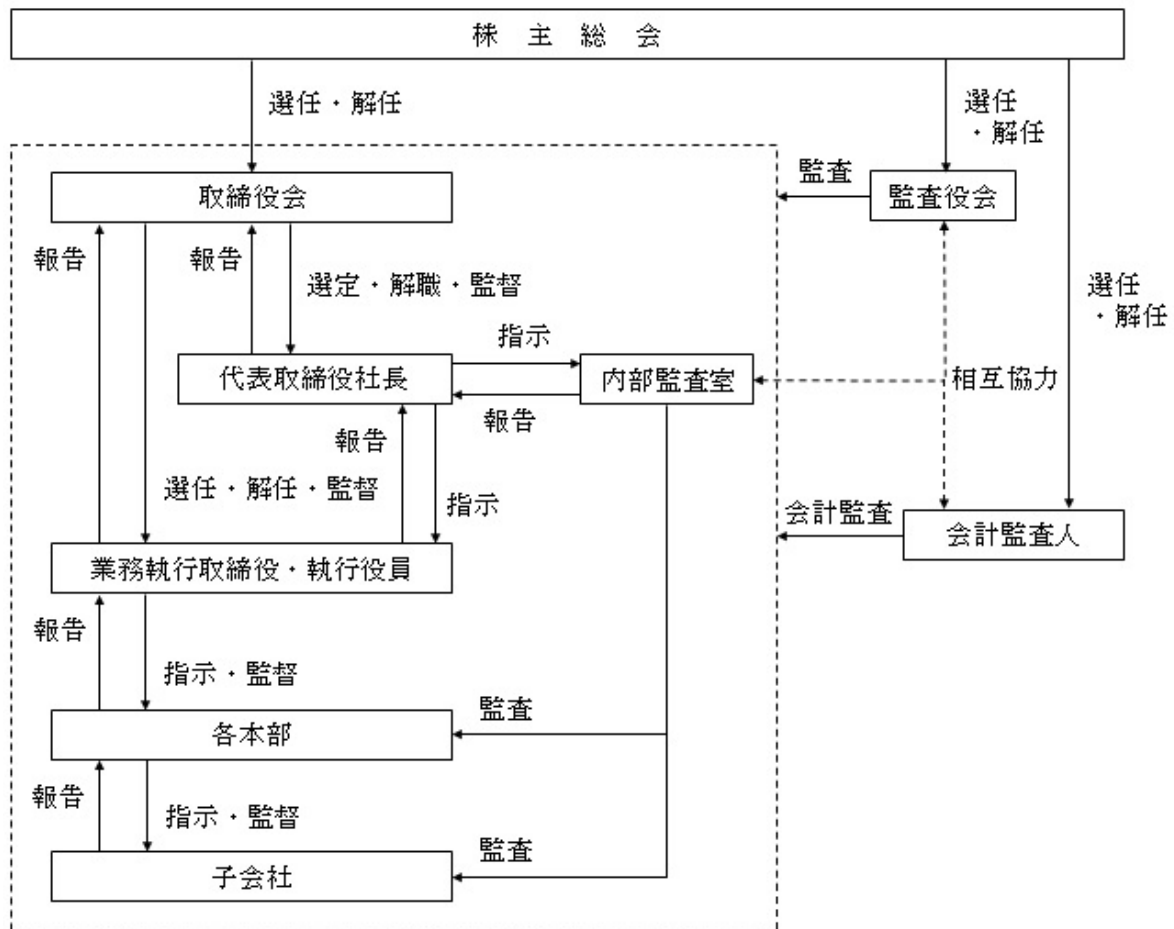 株主総会
選任・解任
選任
・解任
監査
取締役会
監査役会
報告
報告
選定・解職・監督
選任
・解任
指示
代表取締役社長
内部監査室
相互協力
報告
報告
選任・解任・監督
指示
会計監査
会計監査人
業務執行取締役・執行役員
報告
指示・監督
監査
各本部
報告
指示・監督
監査
子会社